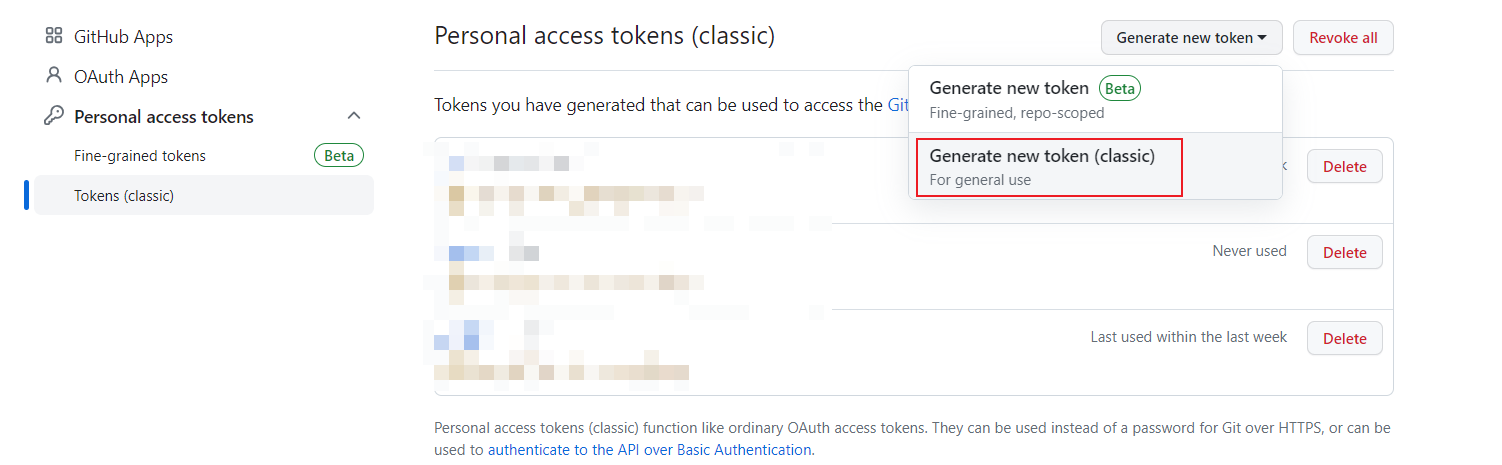 GitHub Apps
OAuth Apps
Personal access tokens
Fine-grained tokens Beta
Tokens (classic)
Personal access tokens (classic)
Generate new token
Revoke all
Generate new token Beta
Fine-grained, repo-scoped
Generate new token (classic)
For general use
Tokens you have generated that can be used to access the
Delete
Never used
Delete
Last used within the last week
Delete
Personal access tokens (classic) function like ordinary OAuth access tokens. They can be used instead of a password for Git over HTTPS, or can be
used to authenticate to the API over Basic Authentication.